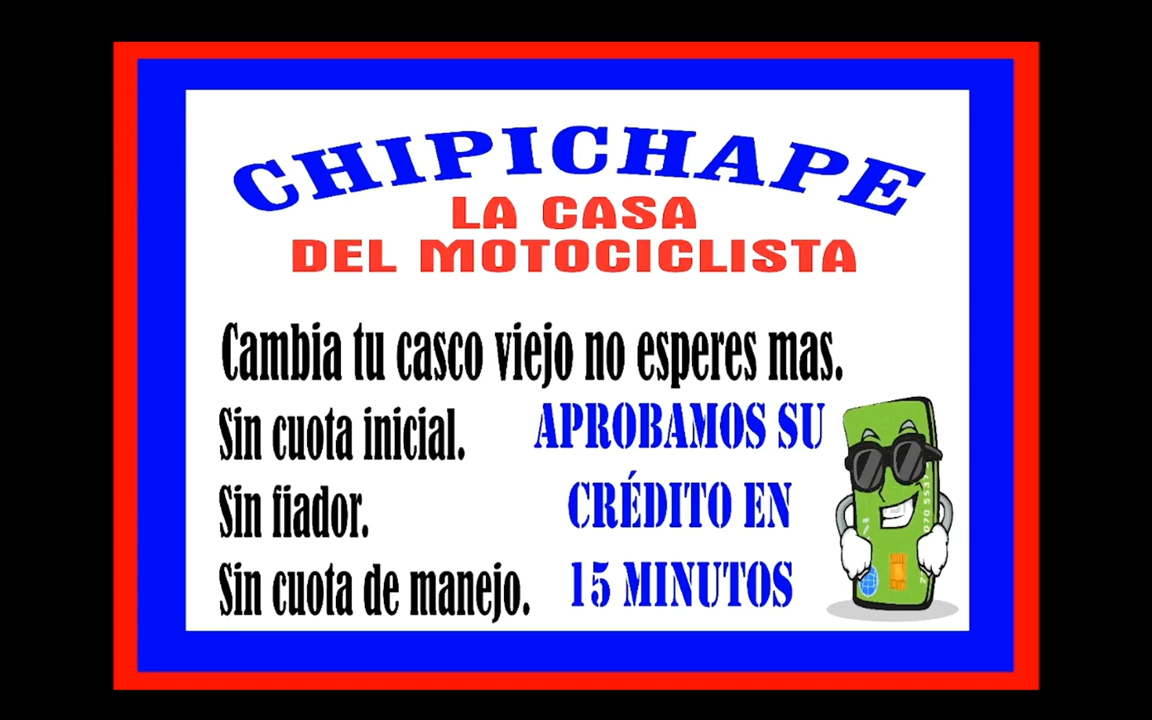 CHIPICHAPE
LA CASA
DEL MOTOCICLISTA
Cambia tu casco viejo no esperes mas.
Sin cuota inicial.
Sin fiador.
Sin cuota de manejo.
APROBAMOS SU
CRÉDITO EN
15 MINUTOS